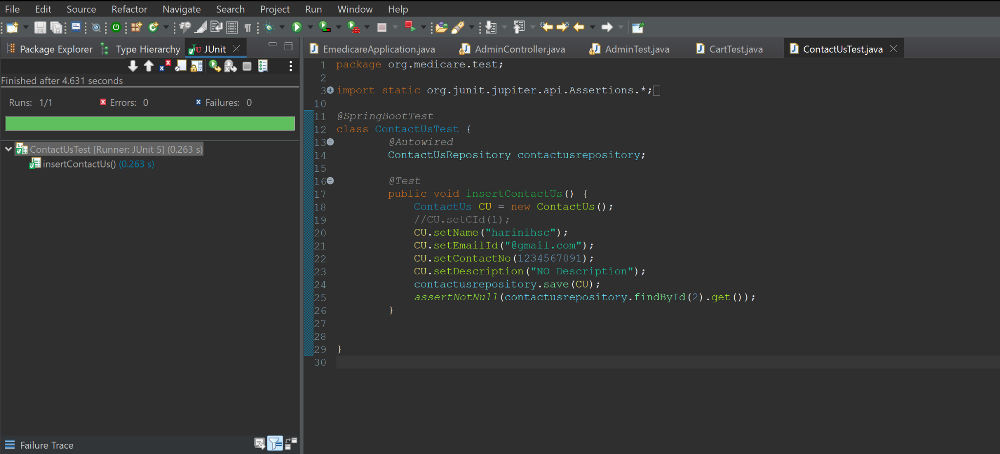 File Edit Source Refactor Navigate Search Project Run Window Help
Package Explorer Type Hierarchy JUnit
Finished after 4.631 seconds
Runs: 1/1 Errors: 0 Failures: 0
ContactUsTest [Runner: JUnit 5] (0.263 s)
insertContactUs() (0.263 s)
Failure Trace
EmedicareApplication.java AdminController.java AdminTest.java CartTest.java ContactUsTest.java
1 package org.medicare.test;
2
3 import static org.junit.jupiter.api.Assertions.*;
10
11 @SpringBootTest
12 class ContactUsTest {
13 @Autowired
14 ContactUsRepository contactusrepository;
15
16 @Test
17 public void insertContactUs() {
18 ContactUs CU = new ContactUs();
19 //CU.setCId(1);
20 CU.setName("harinihsc");
21 CU.setEmailId("@gmail.com");
22 CU.setContactNo(1234567891);
23 CU.setDescription("NO Description");
24 contactusrepository.save(CU);
25 assertNotNull(contactusrepository.findById(2).get());
26 }
27
28
29 }
30